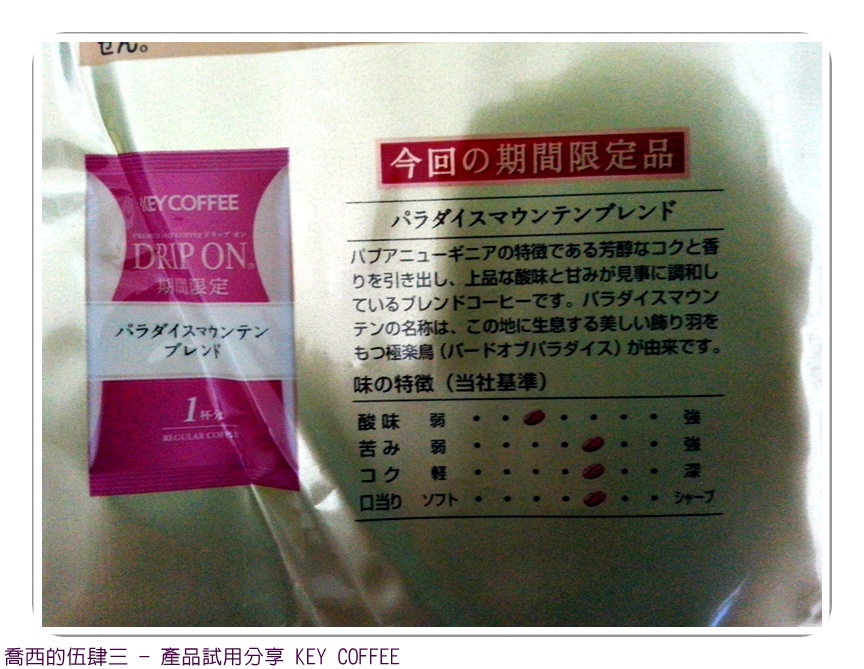 せん。
今回の期間限定品
パラダイスマウンテンブレンド
パプアニューギニアの特徴である芳醇なコクと香
りを引き出し、上品な酸味と甘みが見事に調和し
ているブレンドコーヒーです。パラダイスマウン
テンの名称は、この地に生息する美しい飾り羽を
もつ極楽鳥（バードオブパラダイス）が由来です。
味の特徴（当社基準）
酸味 弱 強
苦み 弱 強
コク 軽 深
口当り ソフト シャープ
KEY COFFEE
ドリップ オン
DRIP ON
期間限定
パラダイスマウンテン
ブレンド
1杯分
REGULAR COFFEE
喬西的伍肆三 - 產品試用分享 KEY COFFEE